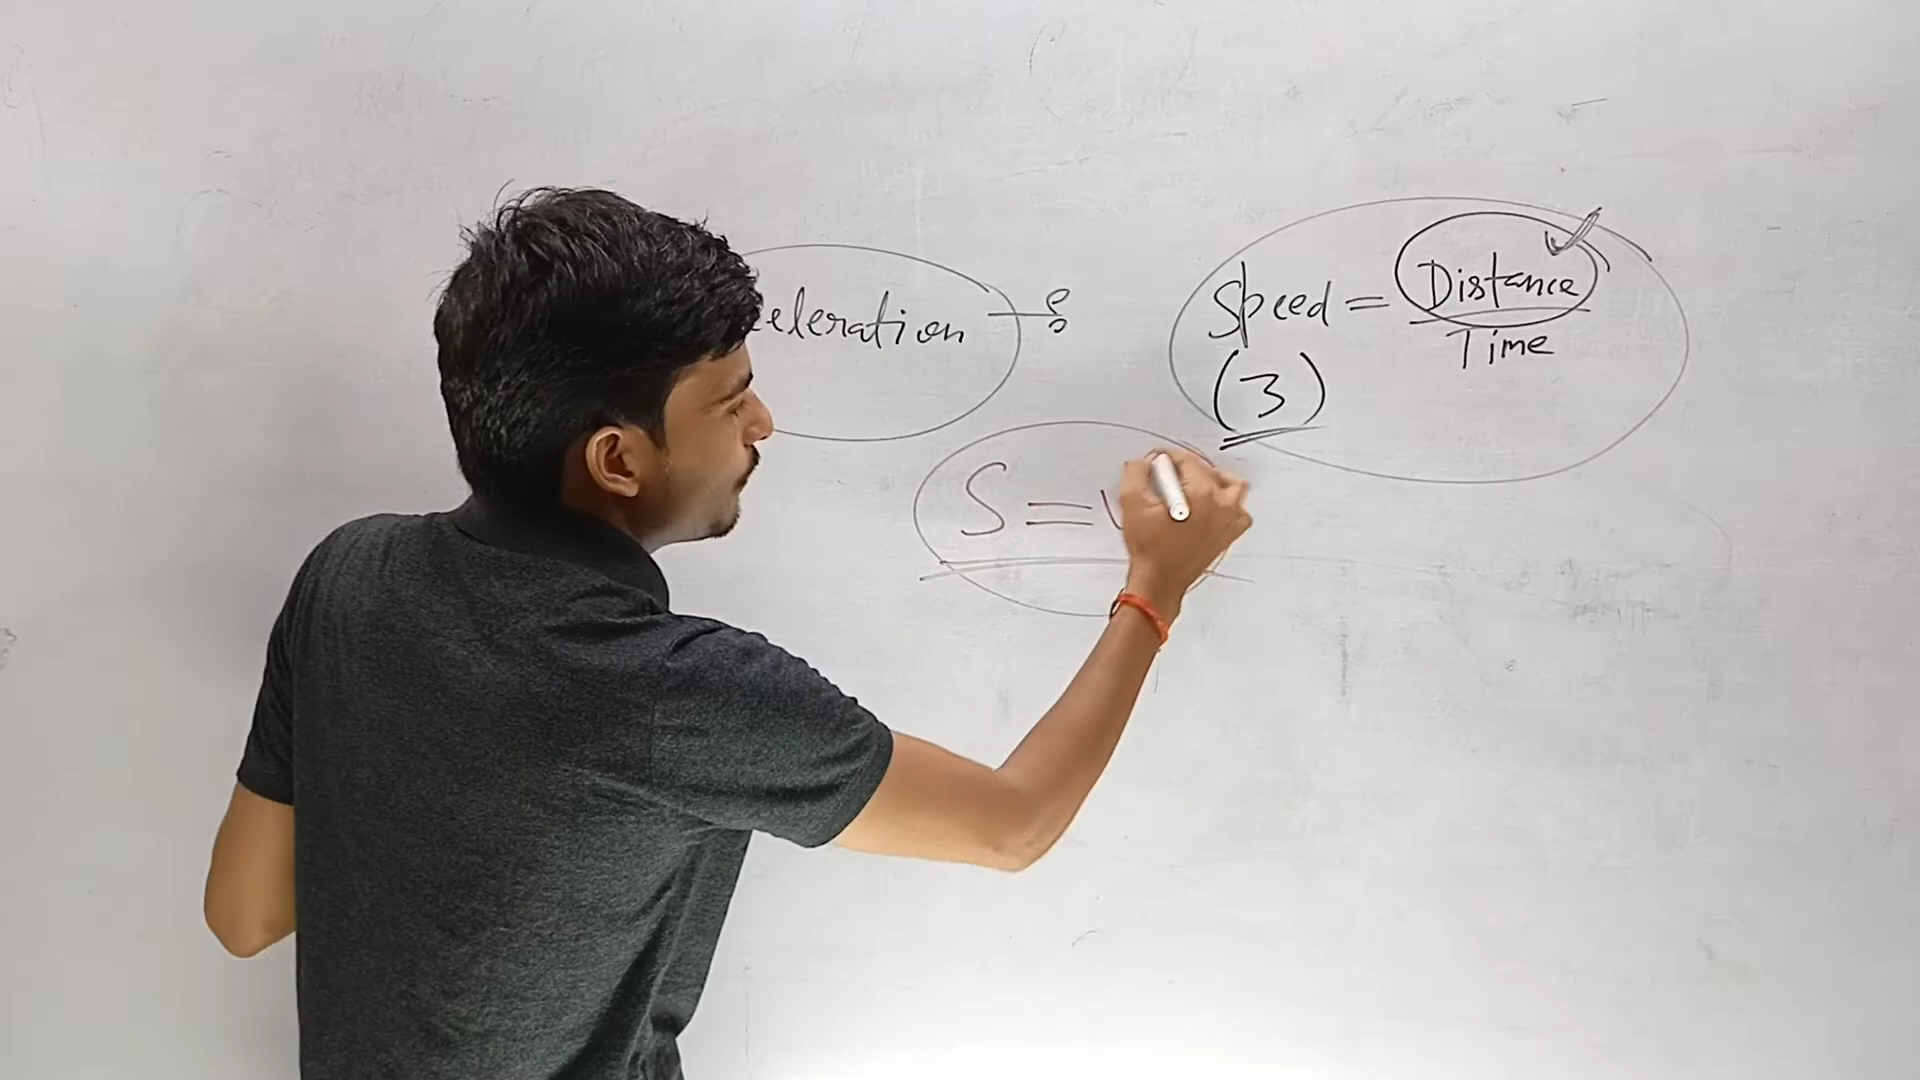 eleration
Speed = Distance
Time
(3)
S =